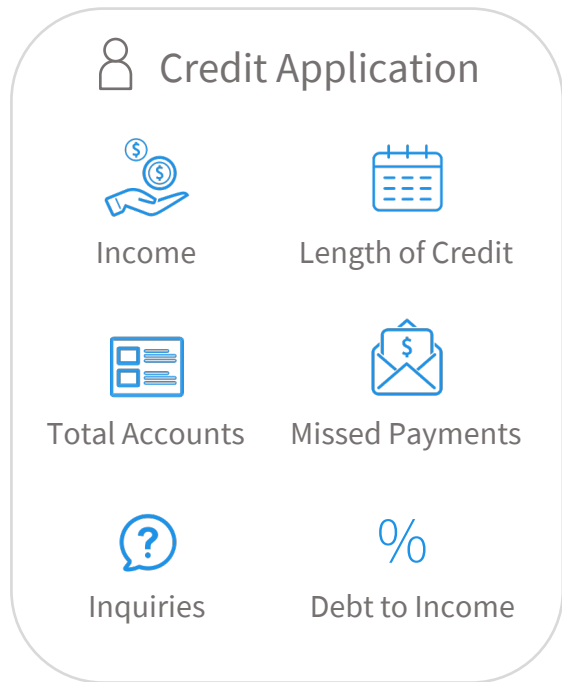 Credit Application
$
$
Income
Length of Credit
$
Total Accounts
Missed Payments
?
%
Inquiries
Debt to Income